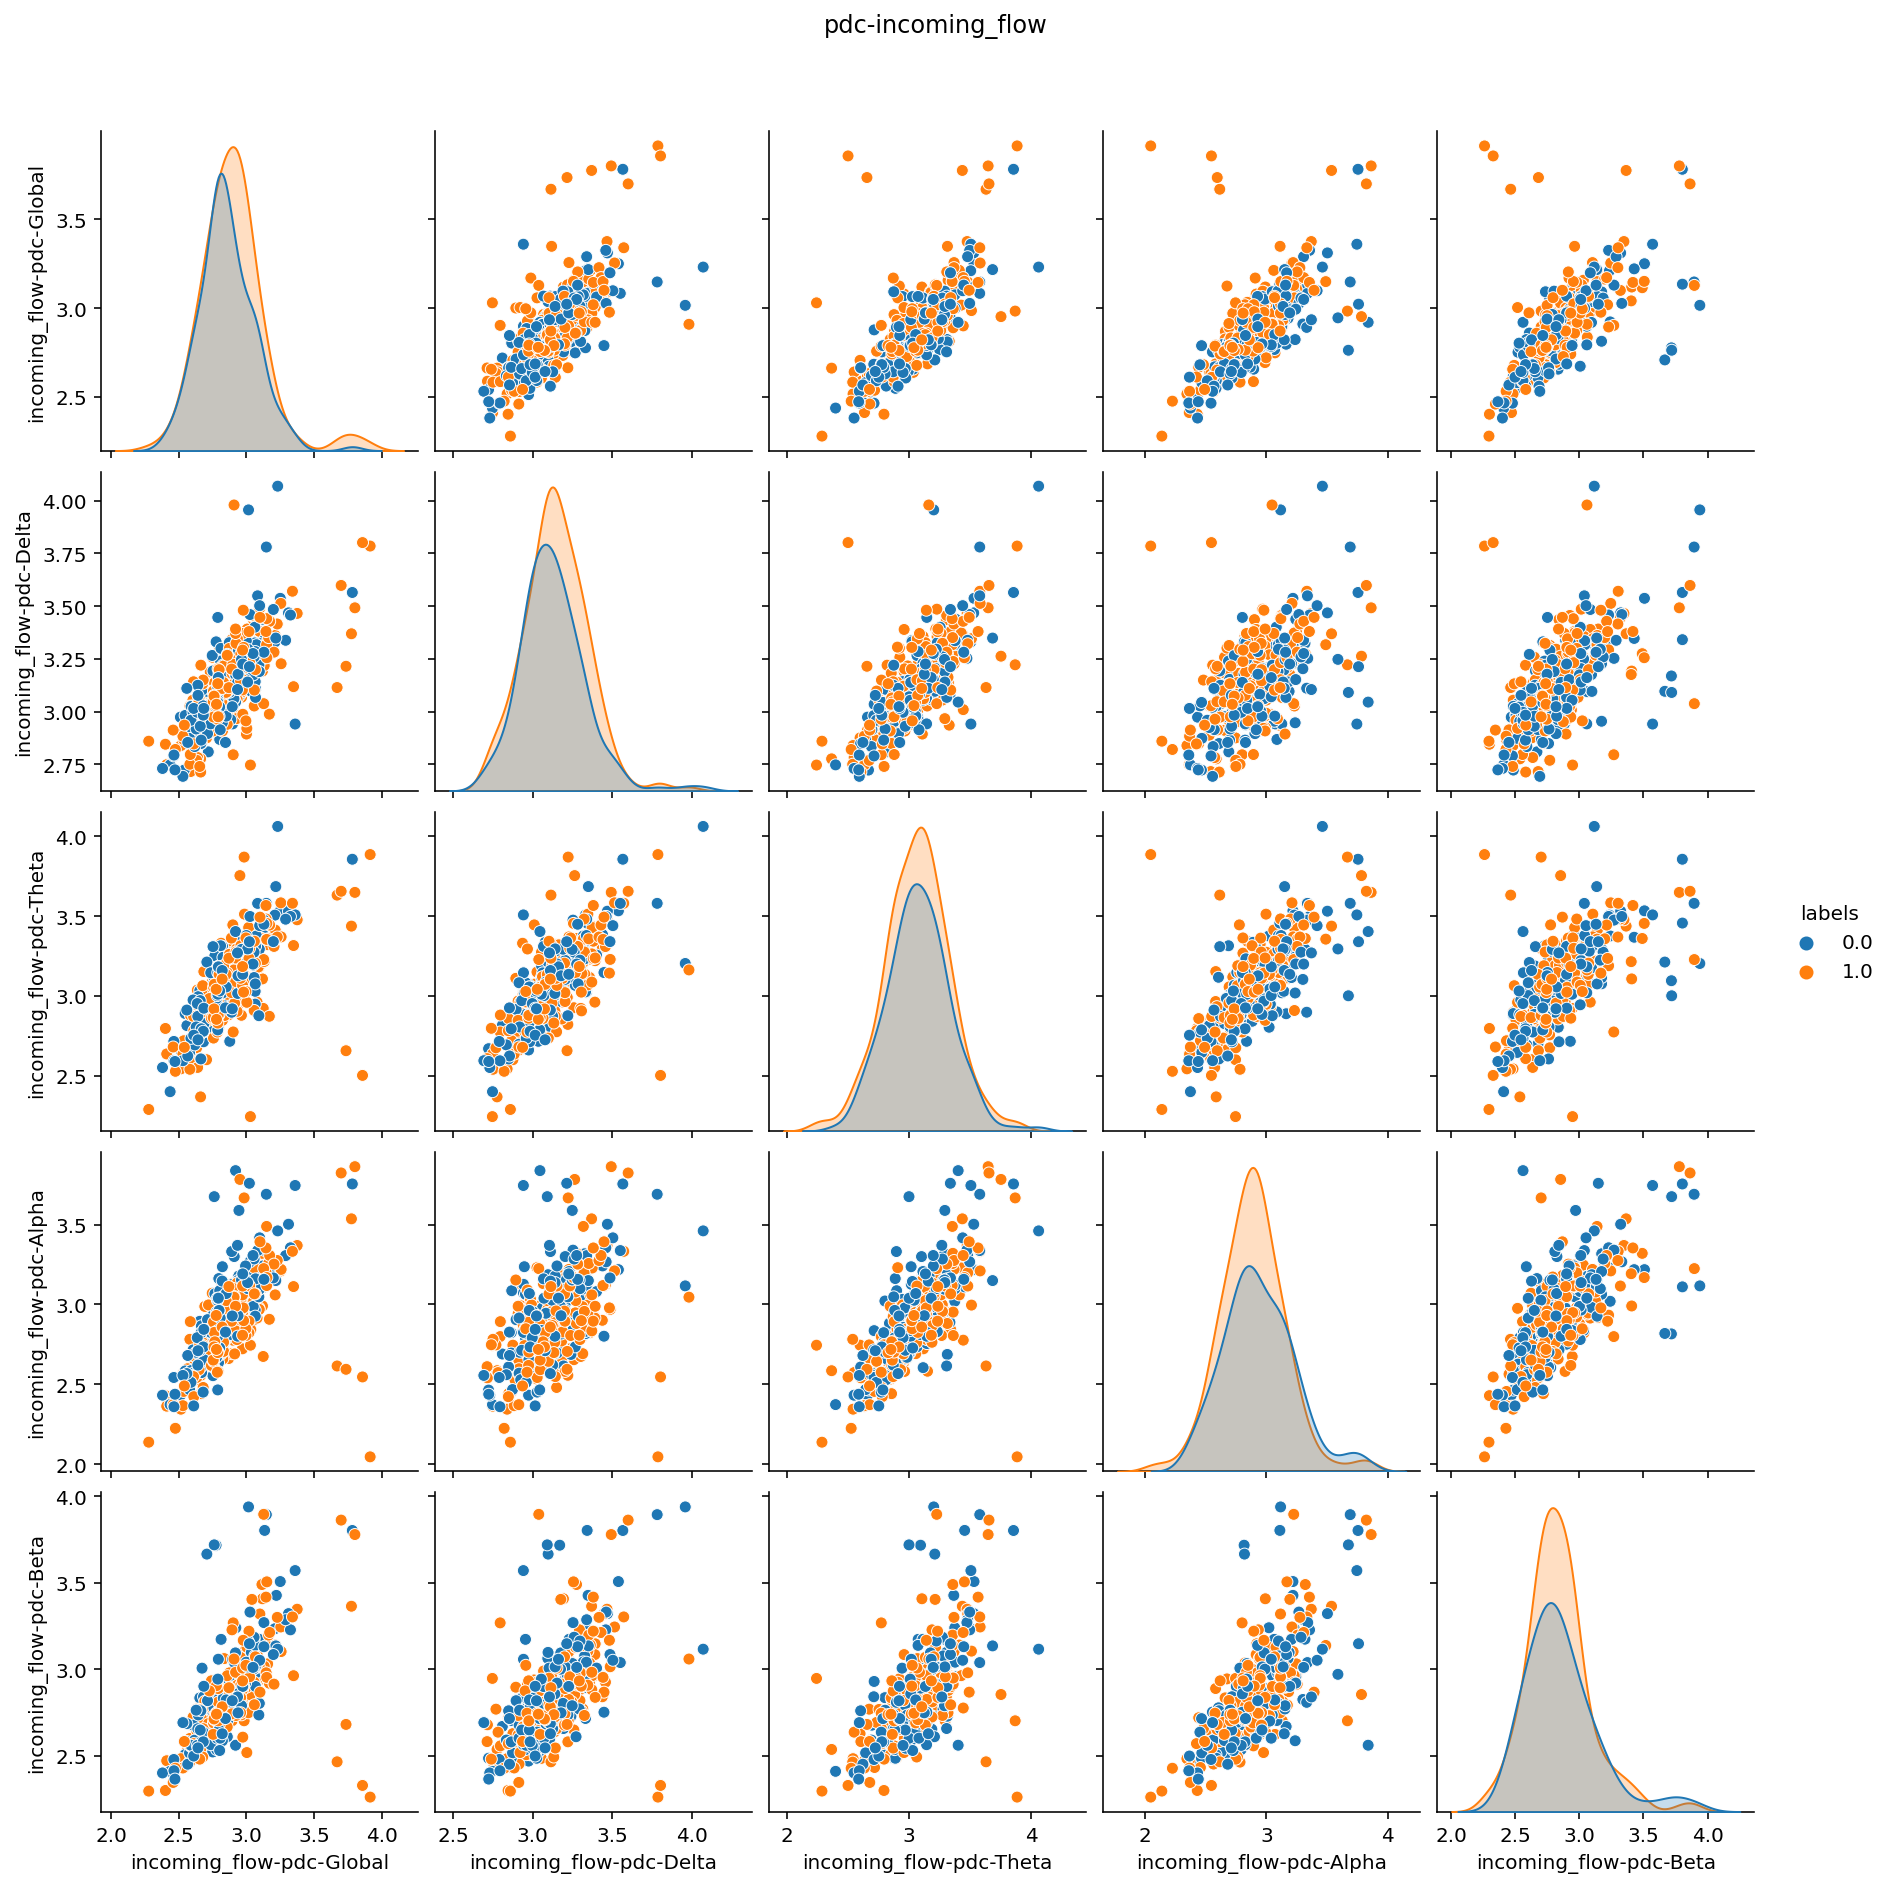 pdc-incoming_flow
incoming_flow-pdc-Global
3.5
3.0
2.5
incoming_flow-pdc-Delta
4.00
3.75
3.50
3.25
3.00
2.75
incoming_flow-pdc-Theta
4.0
3.5
3.0
2.5
labels
0.0
1.0
incoming_flow-pdc-Alpha
3.5
3.0
2.5
2.0
incoming_flow-pdc-Beta
4.0
3.5
3.0
2.5
2.0 2.5 3.0 3.5 4.0
2.5 3.0 3.5 4.0
2 3 4
2 3 4
2.0 2.5 3.0 3.5 4.0
incoming_flow-pdc-Global
incoming_flow-pdc-Delta
incoming_flow-pdc-Theta
incoming_flow-pdc-Alpha
incoming_flow-pdc-Beta